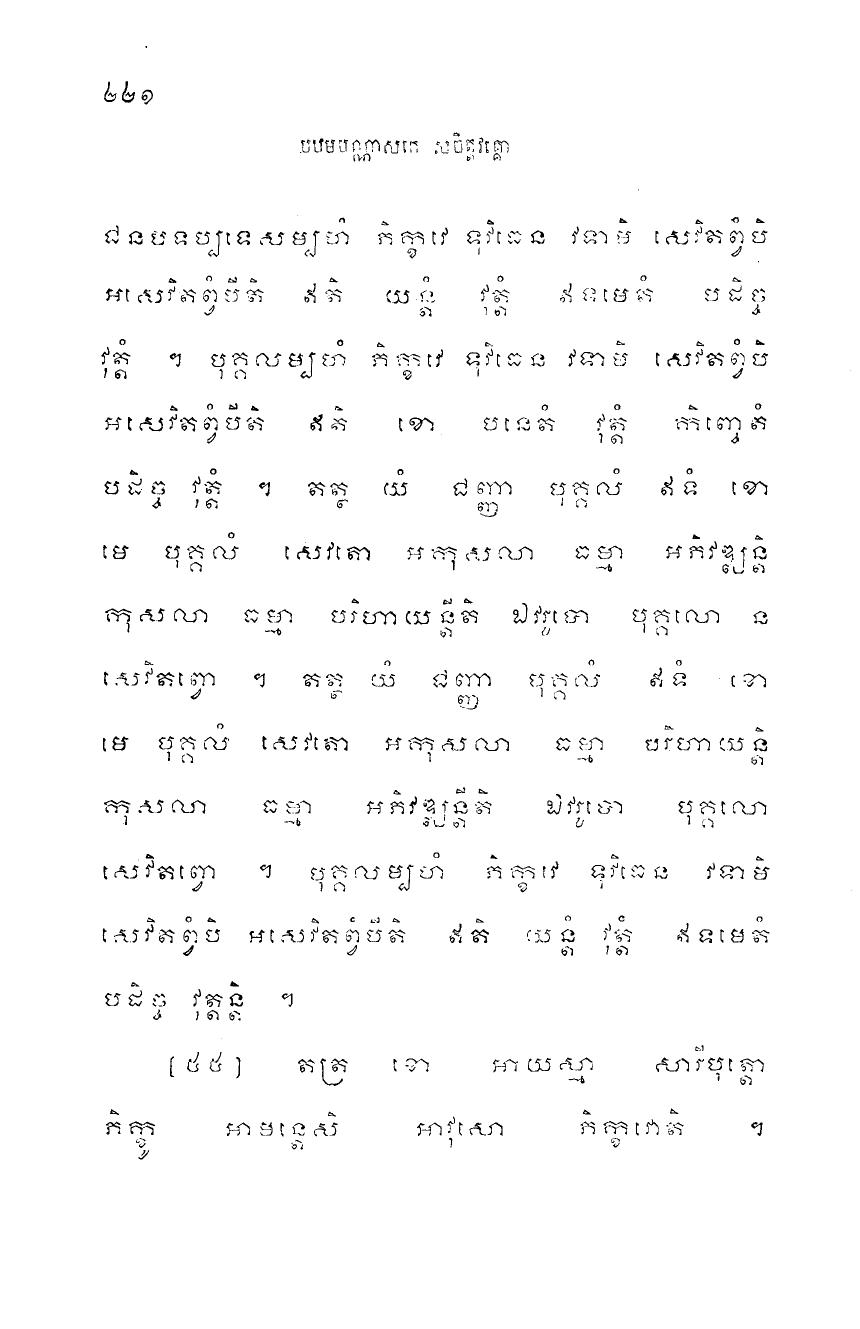 ២២១
បឋមបណ្ណាសកេ សចិត្តវគ្គោ
ជនបទប្បទេសម្បហំ ភិក្ខវេ ទុវិធេន វទាមិ សេវិតព្វំបិ
អសេវិតព្វំបីតិ ឥតិ យន្តំ វុត្តំ ឥទមេតំ បដិច្ច
វុត្តំ ។ បុគ្គលម្បហំ ភិក្ខវេ ទុវិធេន វទាមិ សេវិតព្វំបិ
អសេវិតព្វំបីតិ ឥតិ ខោ បនេតំ វុត្តំ កិញ្ចេតំ
បដិច្ច វុត្តំ ។ តត្ថ យំ ជញ្ញា បុគ្គលំ ឥទំ ខោ
មេ បុគ្គលំ សេវតោ អកុសលា ធម្មា អភិវឌ្ឍន្តិ
កុសលា ធម្មា បរិហាយន្តីតិ ឯវរូបោ បុគ្គលោ ន
សេវិតព្វោ ។ តត្ថ យំ ជញ្ញា បុគ្គលំ ឥទំ ខោ
មេ បុគ្គលំ សេវតោ អកុសលា ធម្មា បរិហាយន្តិ
កុសលា ធម្មា អភិវឌ្ឍន្តីតិ ឯវរូបោ បុគ្គលោ
សេវិតព្វោ ។ បុគ្គលម្បហំ ភិក្ខវេ ទុវិធេន វទាមិ
សេវិតព្វំបិ អសេវិតព្វំបីតិ ឥតិ យន្តំ វុត្តំ ឥទមេតំ
បដិច្ច វុត្តន្តិ ។
[៥៥] តត្រ ខោ អាយស្មា សារីបុត្តោ
ភិក្ខូ អាមន្តេសិ អាវុសោ ភិក្ខវោតិ ។